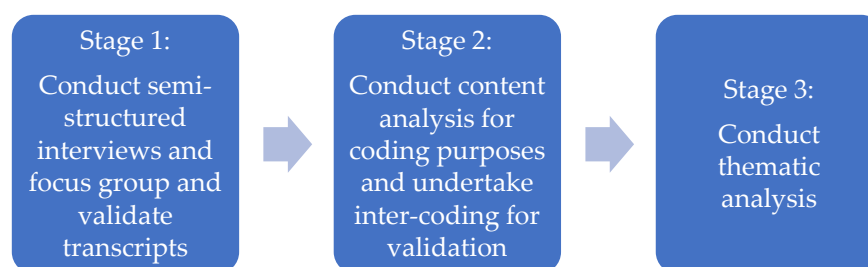 Stage 1:
Conduct semi-
structured
interviews and
focus group and
validate
transcripts
Stage 2:
Conduct content
analysis for
coding purposes
and undertake
inter-coding for
validation
Stage 3:
Conduct
thematic
analysis